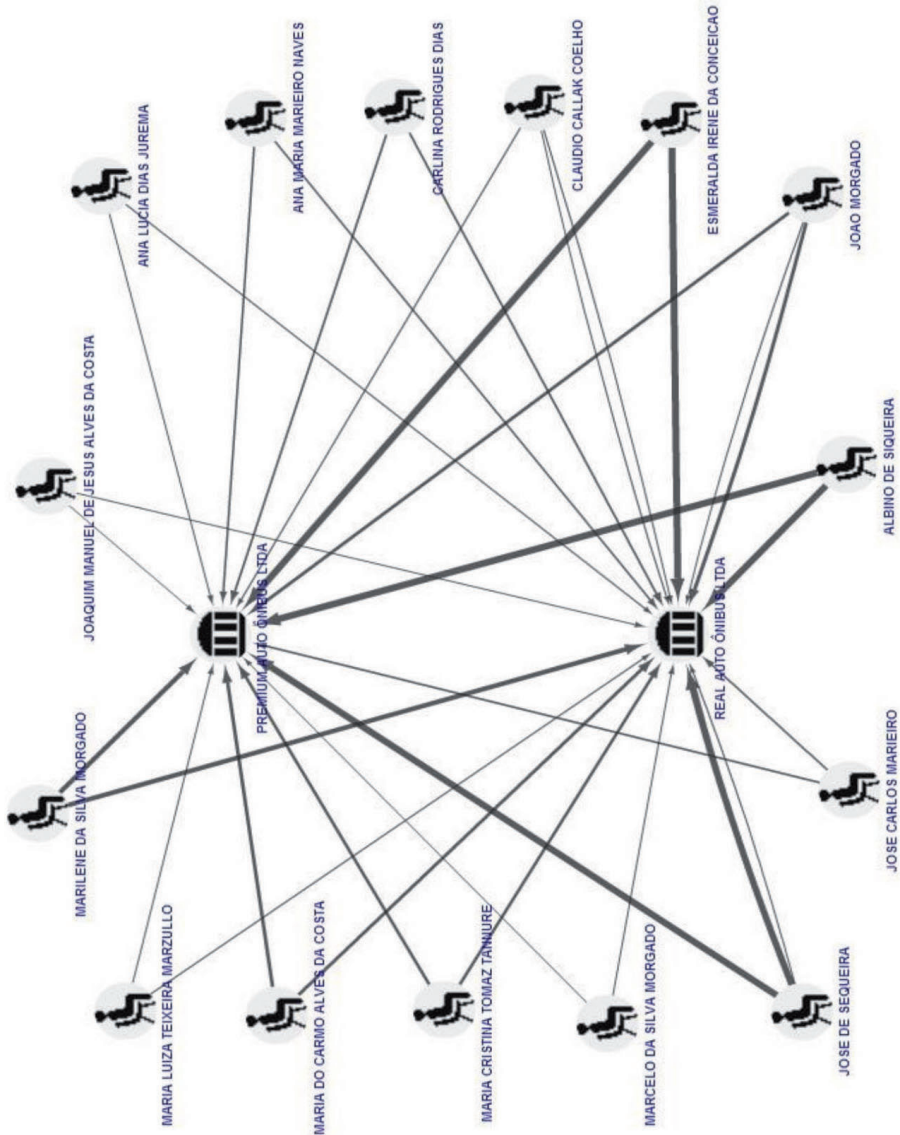 ANA LUCIA DIAS JUREMA
ANA MARIA MARIEIRO NAVES
CARLINA RODRIGUES DIAS
CLAUDIO CALLAK COELHO
ESMERALDA IRENE DA CONCEICAO
JOAO MORGADO
JOAQUIM MANUEL DE JESUS ALVES DA COSTA
ALBINO DE SIQUEIRA
PREMIUM AUTO ÔNIBUS LTDA
REAL AUTO ÔNIBUS LTDA
MARILENE DA SILVA MORGADO
JOSE CARLOS MARIEIRO
MARIA LUIZA TEIXEIRA MARZULLO
MARIA DO CARMO ALVES DA COSTA
MARIA CRISTINA TOMAZ TANNURE
MARCELO DA SILVA MORGADO
JOSE DE SEQUEIRA